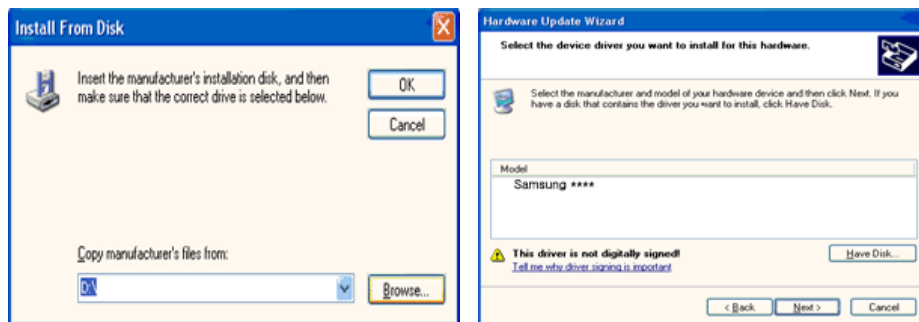 Install From Disk
Insert the manufacturer's installation disk, and then
make sure that the correct drive is selected below.
OK
Cancel
Copy manufacturer's files from:
D:\
Browse...
Hardware Update Wizard
Select the device driver you want to install for this hardware.
Select the manufacturer and model of your hardware device and then click Next. If you
have a disk that contains the driver you want to install, click Have Disk.
Model
Samsung ****
This driver is not digitally signed!
Tell me why driver signing is important
Have Disk...
< Back
Next >
Cancel